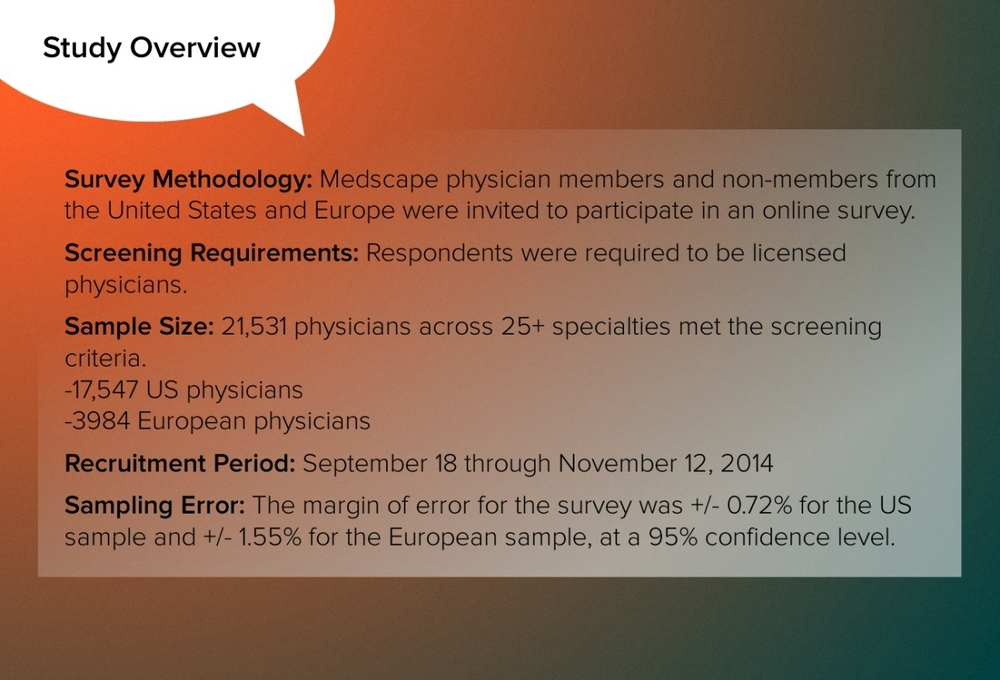 Study Overview
Survey Methodology: Medscape physician members and non-members from
the United States and Europe were invited to participate in an online survey.
Screening Requirements: Respondents were required to be licensed
physicians.
Sample Size: 21,531 physicians across 25+ specialties met the screening
criteria.
-17,547 US physicians
-3984 European physicians
Recruitment Period: September 18 through November 12, 2014
Sampling Error: The margin of error for the survey was +/- 0.72% for the US
sample and +/- 1.55% for the European sample, at a 95% confidence level.